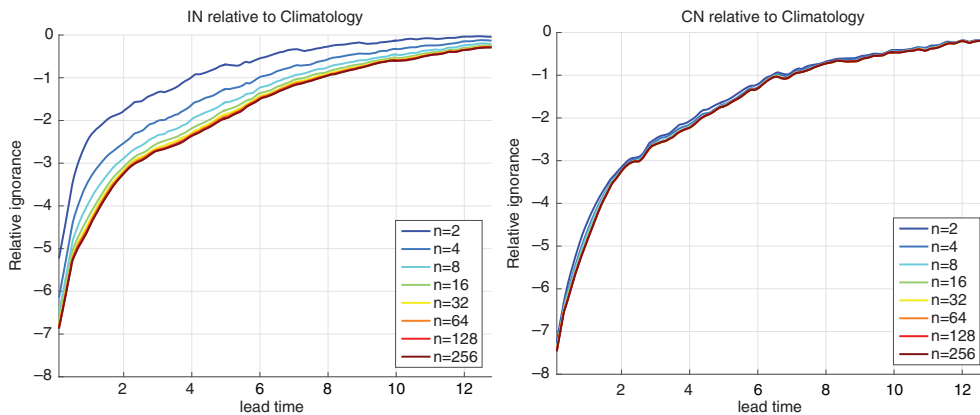 IN relative to Climatology
0
−1
−2
−3
−4
−5
−6
−7
−8
Relative ignorance
2
4
6
8
10
12
lead time
n=2
n=4
n=8
n=16
n=32
n=64
n=128
n=256
CN relative to Climatology
0
−1
−2
−3
−4
−5
−6
−7
−8
Relative ignorance
2
4
6
8
10
12
lead time
n=2
n=4
n=8
n=16
n=32
n=64
n=128
n=256